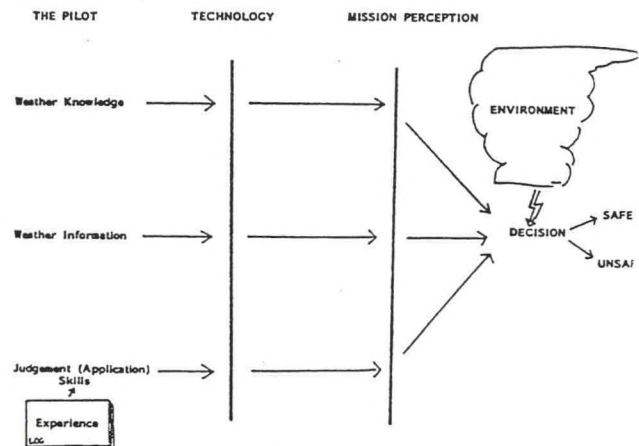 THE PILOT
TECHNOLOGY
MISSION PERCEPTION
Weather Knowledge
ENVIRONMENT
Weather Information
DECISION
SAFE
UNSAF
Judgement (Application)
Skills
Experience
LOG